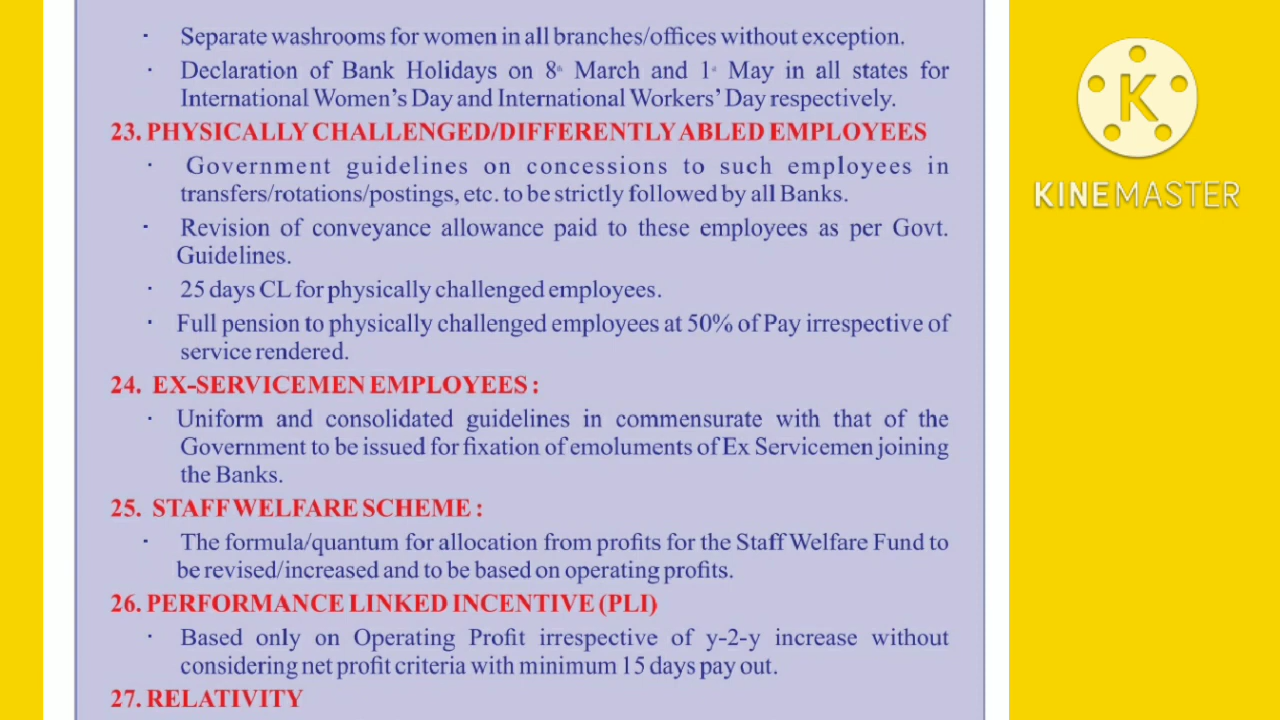 · Separate washrooms for women in all branches/offices without exception.
· Declaration of Bank Holidays on 8th March and 1st May in all states for
International Women's Day and International Workers' Day respectively.
23. PHYSICALLY CHALLENGED/DIFFERENTLY ABLED EMPLOYEES
· Government guidelines on concessions to such employees in
transfers/rotations/postings, etc. to be strictly followed by all Banks.
· Revision of conveyance allowance paid to these employees as per Govt.
Guidelines.
· 25 days CL for physically challenged employees.
· Full pension to physically challenged employees at 50% of Pay irrespective of
service rendered.
24. EX-SERVICEMEN EMPLOYEES :
· Uniform and consolidated guidelines in commensurate with that of the
Government to be issued for fixation of emoluments of Ex Servicemen joining
the Banks.
25. STAFF WELFARE SCHEME :
· The formula/quantum for allocation from profits for the Staff Welfare Fund to
be revised/increased and to be based on operating profits.
26. PERFORMANCE LINKED INCENTIVE (PLI)
· Based only on Operating Profit irrespective of y-2-y increase without
considering net profit criteria with minimum 15 days pay out.
27. RELATIVITY
K
KINEMASTER